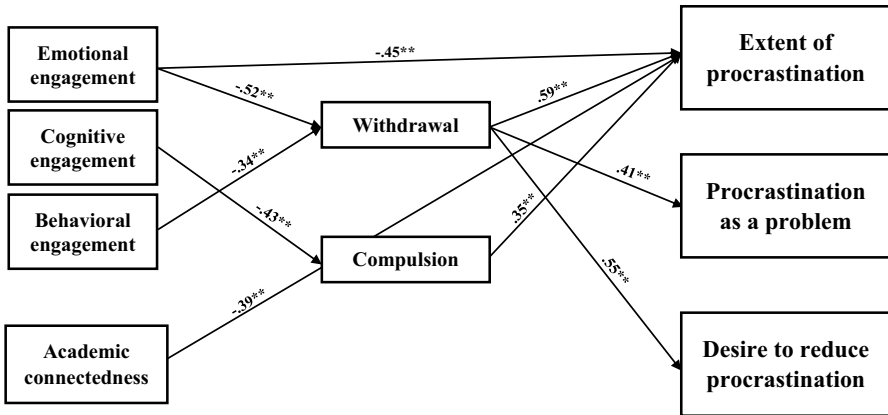 Emotional
engagement
Cognitive
engagement
Behavioral
engagement
Academic
connectedness
-.45**
-.52**
-.34**
-.43**
-.39**
Withdrawal
Compulsion
.59**
.41**
.35**
.55**
Extent of
procrastination
Procrastination
as a problem
Desire to reduce
procrastination